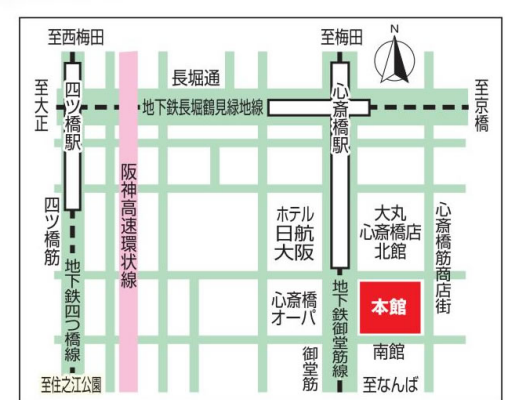 至西梅田
至梅田
N
長堀通
至大正
四ツ橋駅
地下鉄長堀鶴見緑地線
心斎橋駅
至京橋
阪神高速環状線
四ツ橋筋
ホテル
日航
大阪
大丸
心斎橋店
北館
心斎橋筋商店街
地下鉄四つ橋線
心斎橋
オーパ
地下鉄御堂筋線
本館
御堂筋
南館
至住之江公園
至なんば